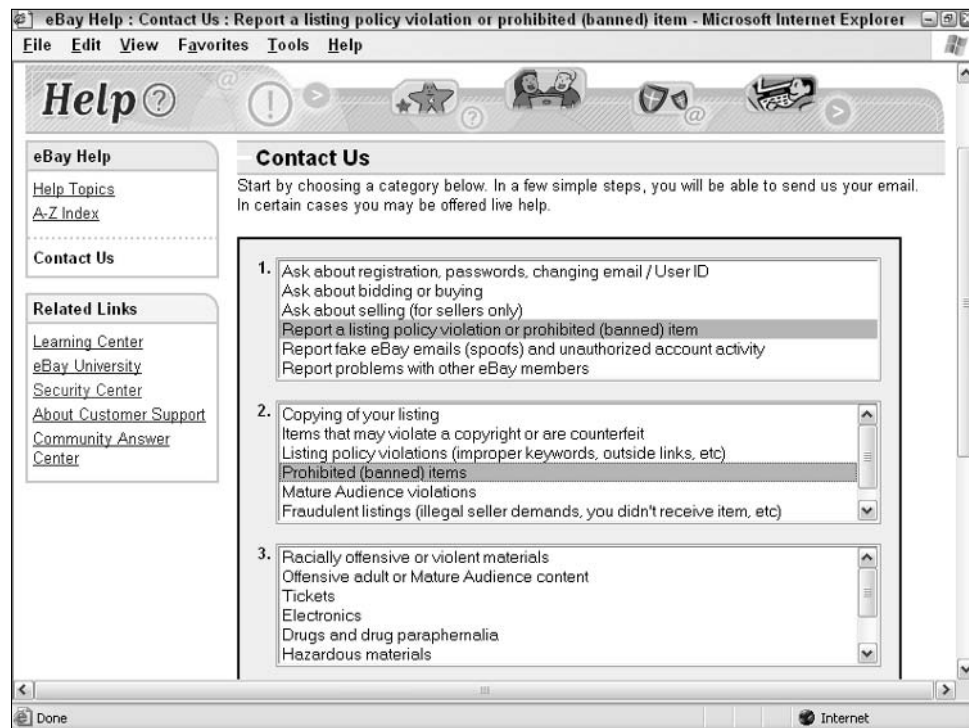 eBay Help : Contact Us : Report a listing policy violation or prohibited (banned) item - Microsoft Internet Explorer
File Edit View Favorites Tools Help
Help ?
eBay Help
Help Topics
A-Z Index
Contact Us
Related Links
Learning Center
eBay University
Security Center
About Customer Support
Community Answer
Center
Contact Us
Start by choosing a category below. In a few simple steps, you will be able to send us your email.
In certain cases you may be offered live help.
1. Ask about registration, passwords, changing email / User ID
Ask about bidding or buying
Ask about selling (for sellers only)
Report a listing policy violation or prohibited (banned) item
Report fake eBay emails (spoofs) and unauthorized account activity
Report problems with other eBay members
2. Copying of your listing
Items that may violate a copyright or are counterfeit
Listing policy violations (improper keywords, outside links, etc)
Prohibited (banned) items
Mature Audience violations
Fraudulent listings (illegal seller demands, you didn't receive item, etc)
3. Racially offensive or violent materials
Offensive adult or Mature Audience content
Tickets
Electronics
Drugs and drug paraphernalia
Hazardous materials
Done
Internet